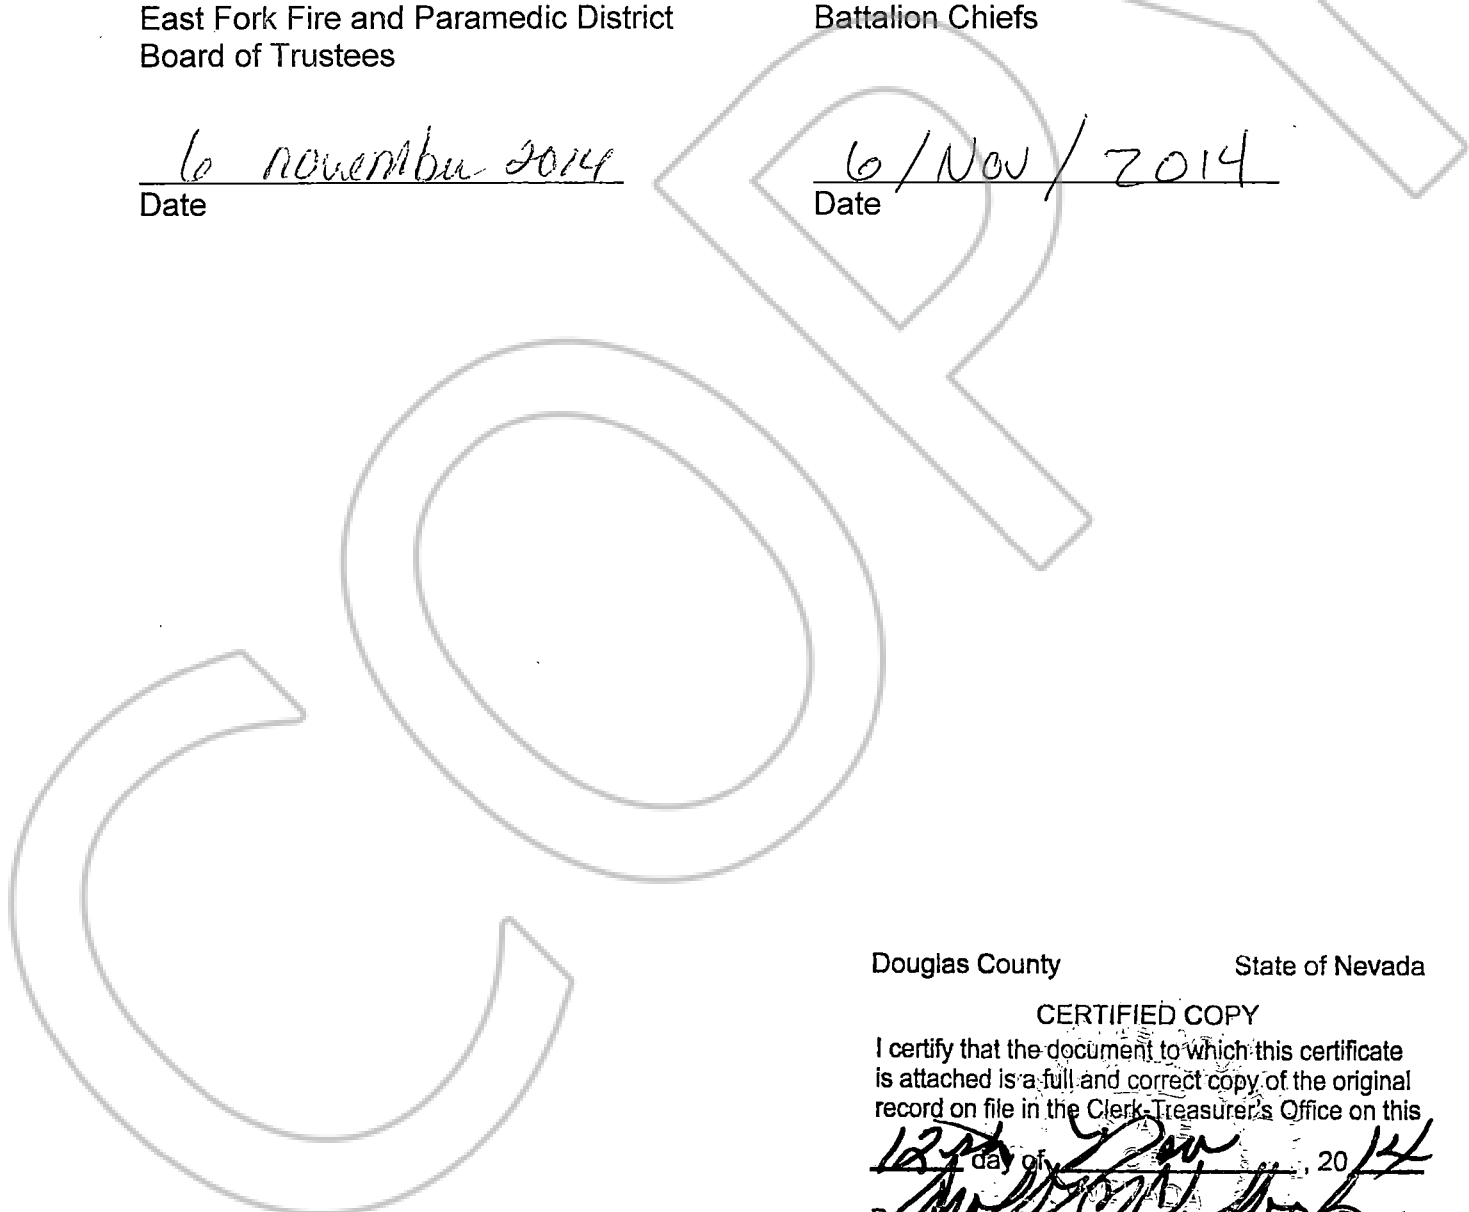 East Fork Fire and Paramedic District
Board of Trustees
Battalion Chiefs
6 november 2014
Date
6/Nov/2014
Date
COPY
Douglas County State of Nevada
CERTIFIED COPY
I certify that the document to which this certificate
is attached is a full and correct copy of the original
record on file in the Clerk-Treasurer's Office on this
12th day of Nov, 2014